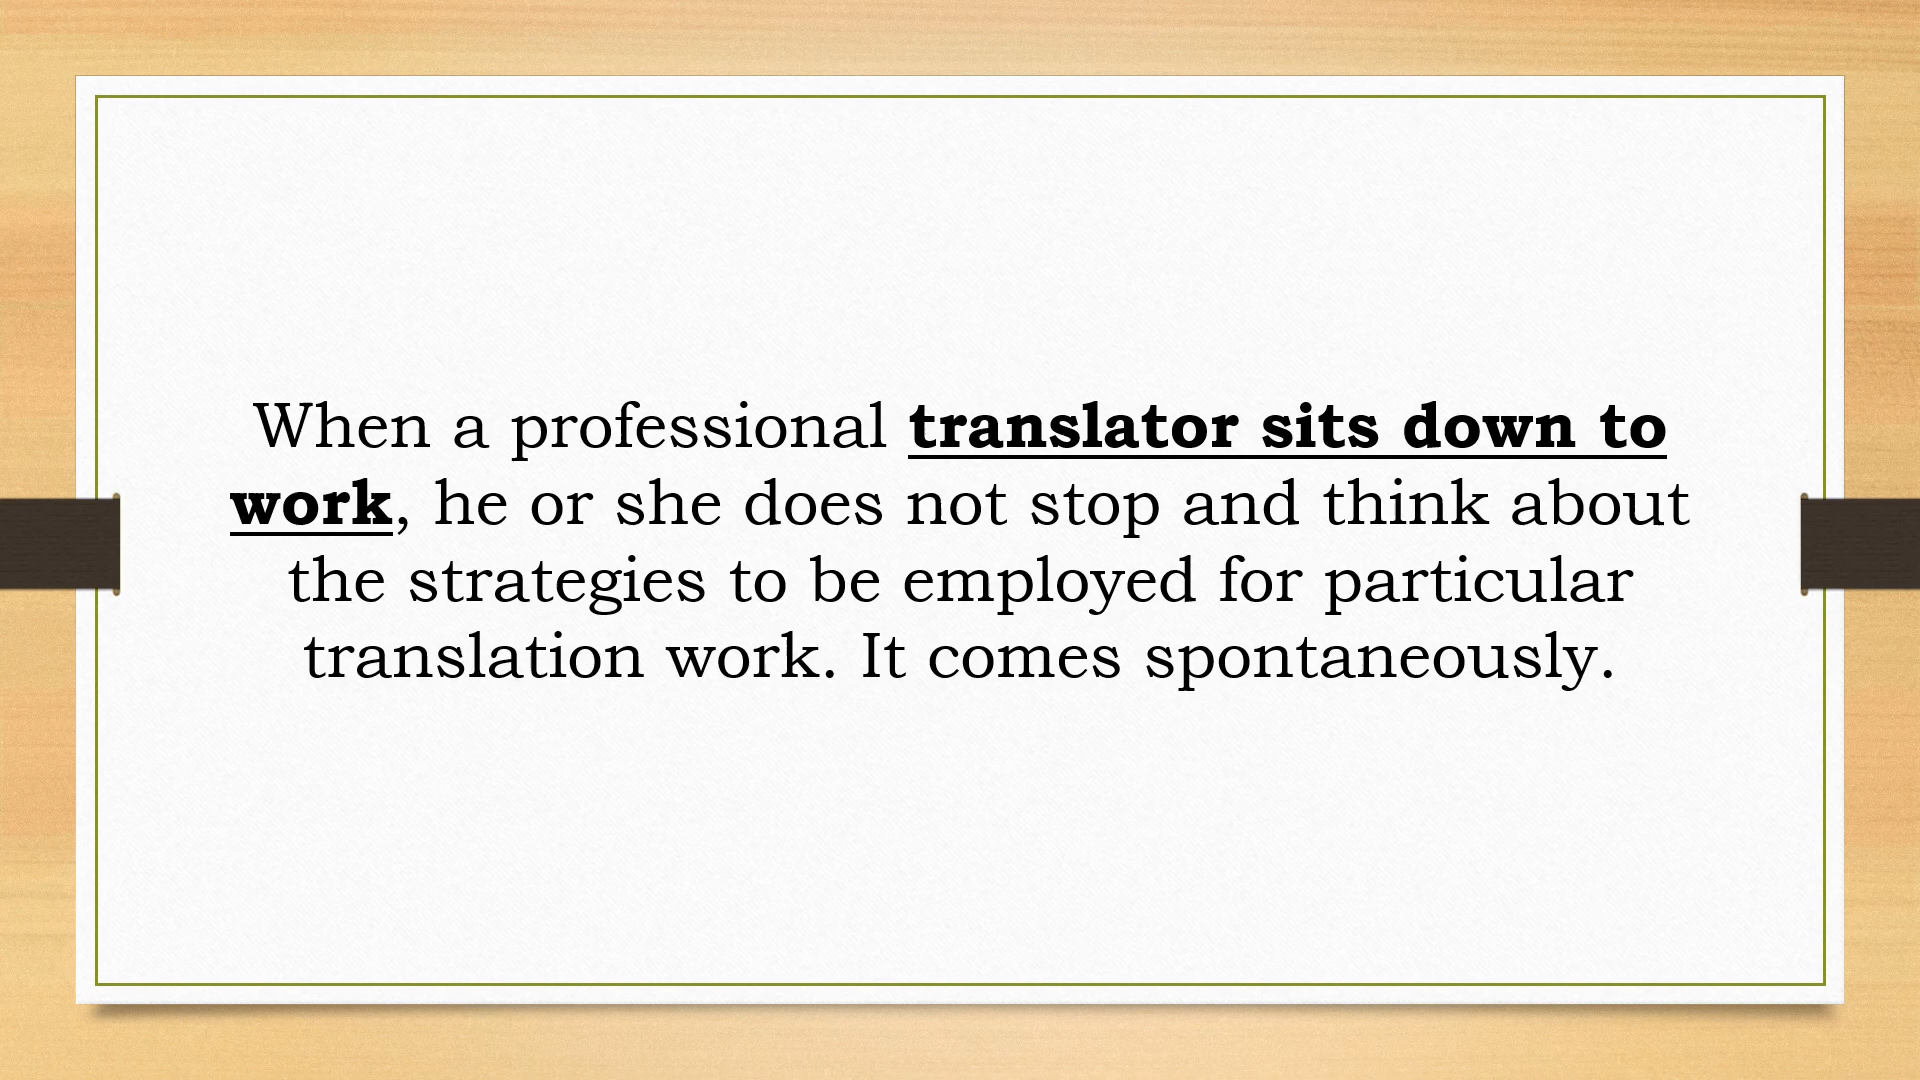 When a professional translator sits down to
work, he or she does not stop and think about
the strategies to be employed for particular
translation work. It comes spontaneously.